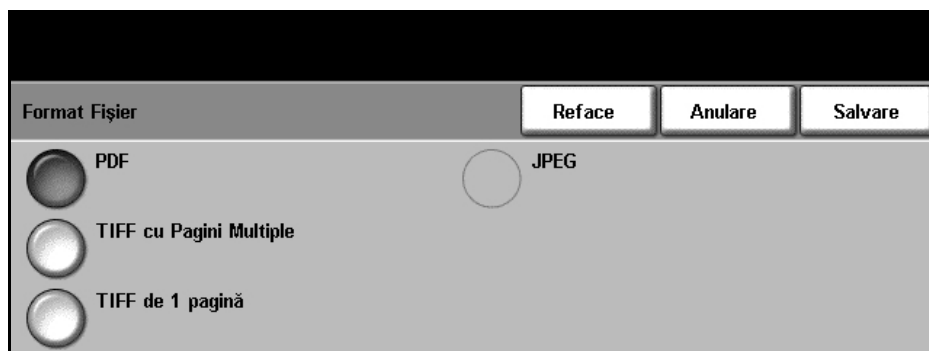 Format Fişier
Reface
Anulare
Salvare
PDF
JPEG
TIFF cu Pagini Multiple
TIFF de 1 pagină